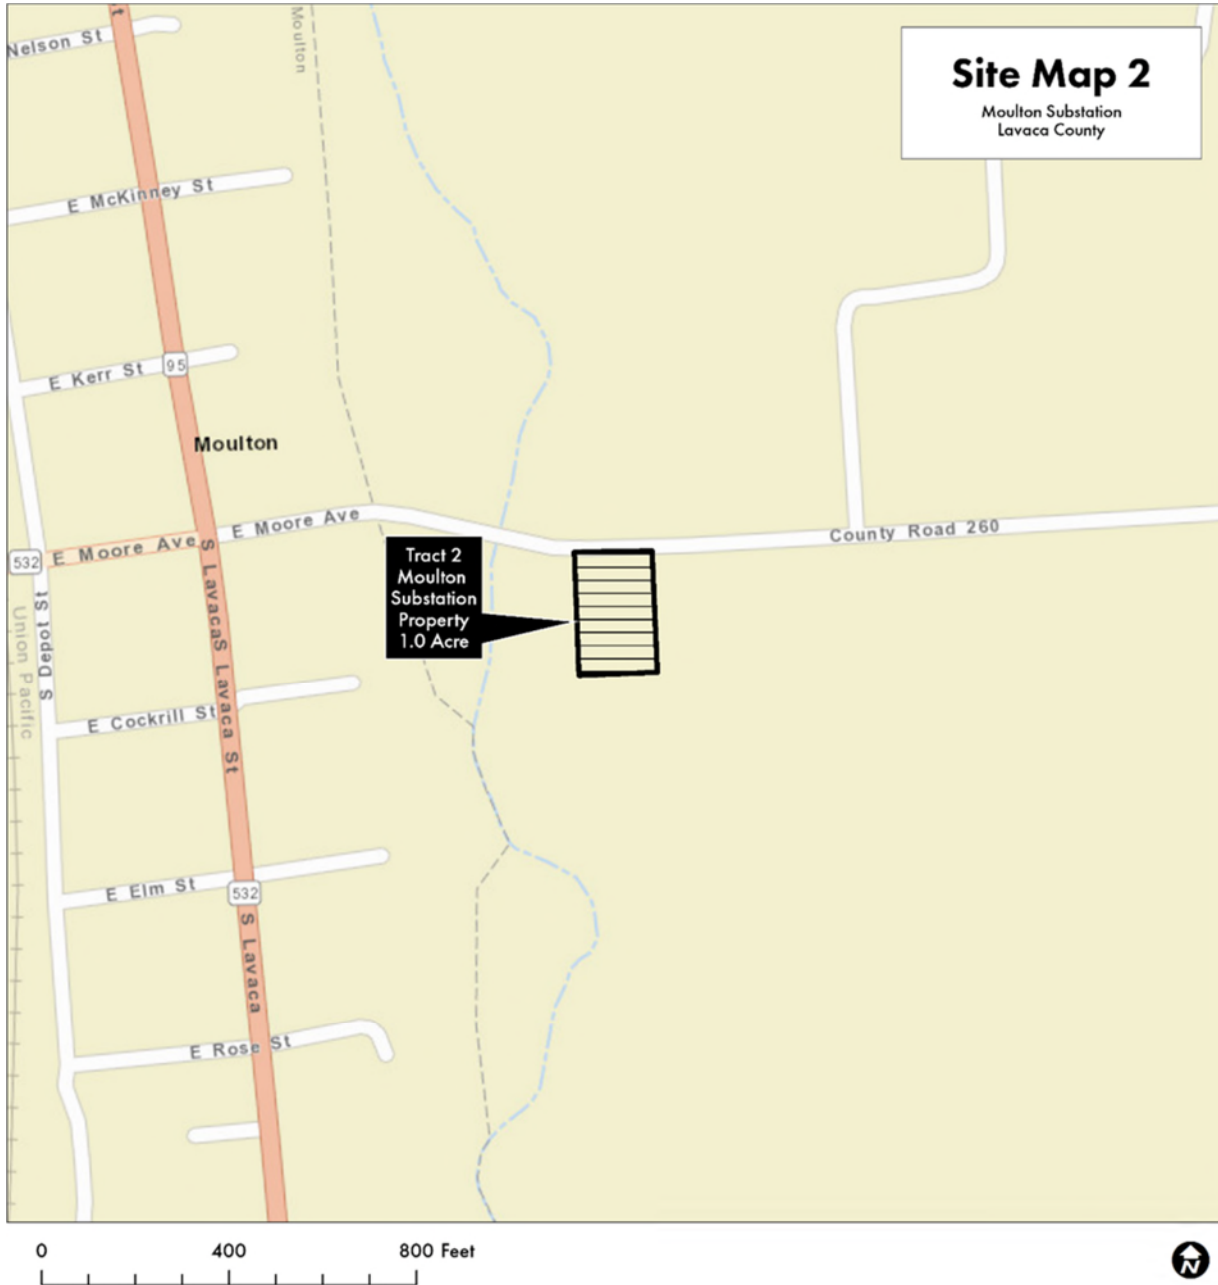 Site Map 2
Moulton Substation
Lavaca County
Nelson St
Moulton
E McKinney St
E Kerr St
95
Moulton
E Moore Ave
E Moore Ave
County Road 260
532
Tract 2
Moulton
Substation
Property
1.0 Acre
S Depot St
Union Pacific
S Lavaca
S Lavaca St
E Cockrill St
E Elm St
532
S Lavaca
E Rose St
0 400 800 Feet
N